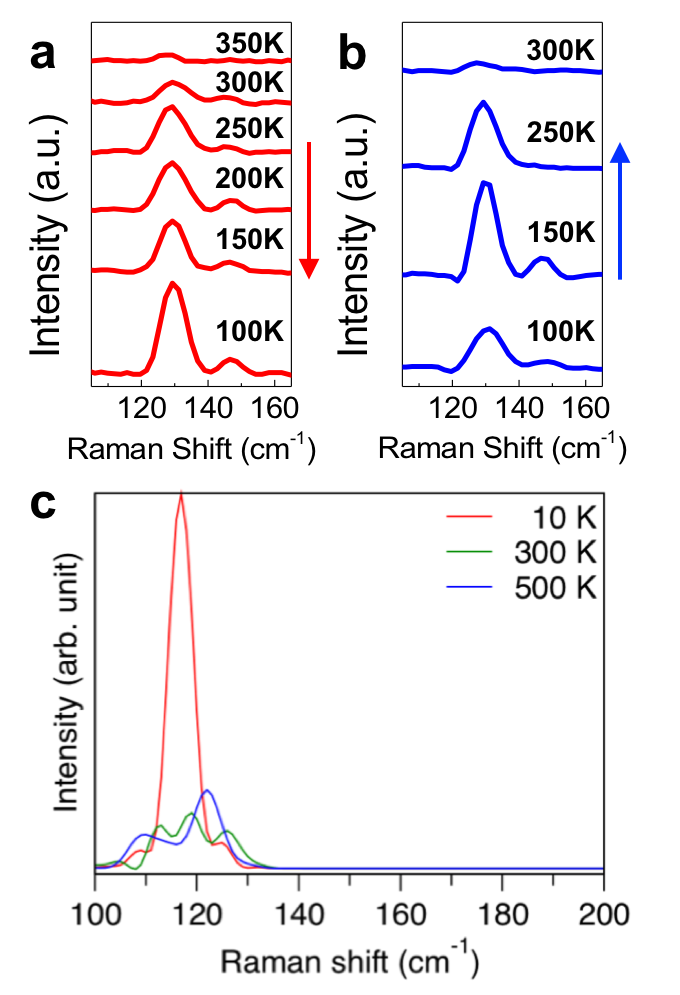 a
350K
300K
250K
200K
150K
100K
Intensity (a.u.)
120 140 160
Raman Shift (cm⁻¹)
b
300K
250K
150K
100K
Intensity (a.u.)
120 140 160
Raman Shift (cm⁻¹)
c
10 K
300 K
500 K
Intensity (arb. unit)
100 120 140 160 180 200
Raman shift (cm⁻¹)